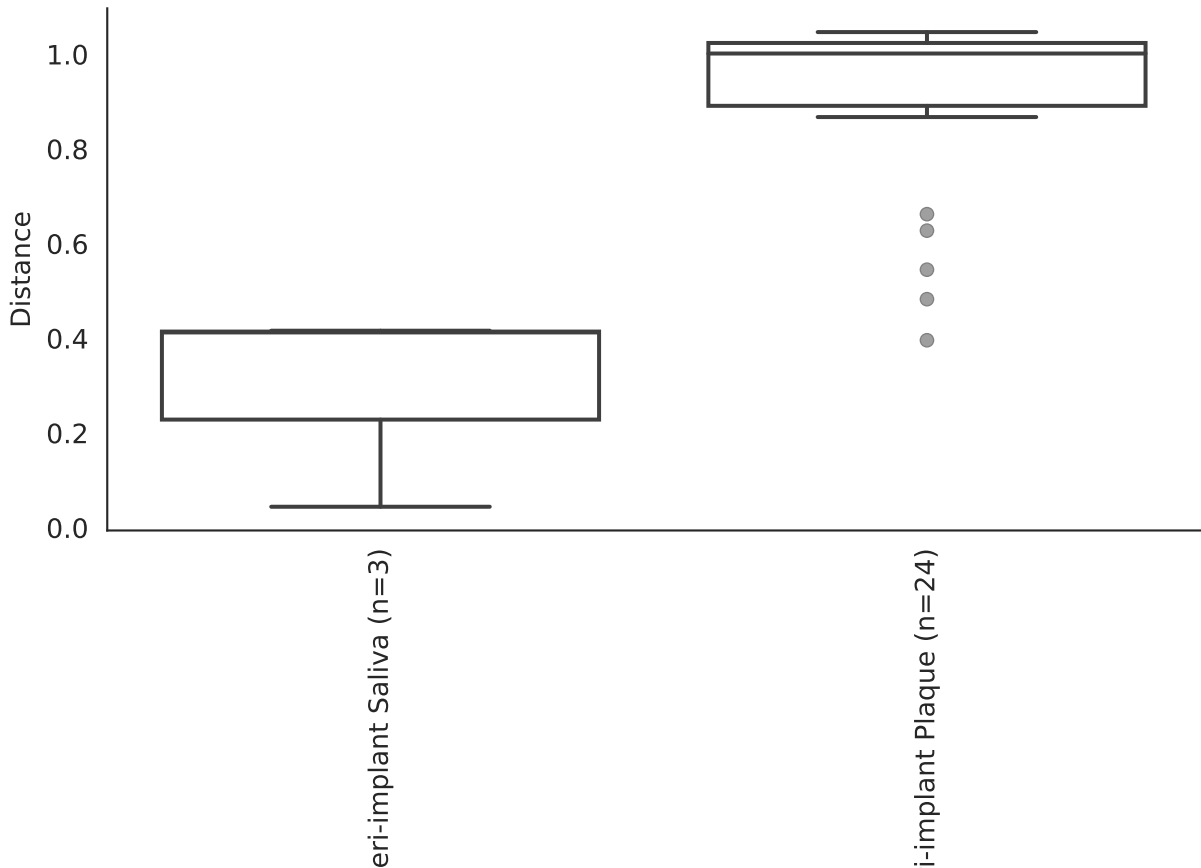 1.0
0.8
0.6
0.4
0.2
0.0
Distance
eri-implant Saliva (n=3)
i-implant Plaque (n=24)